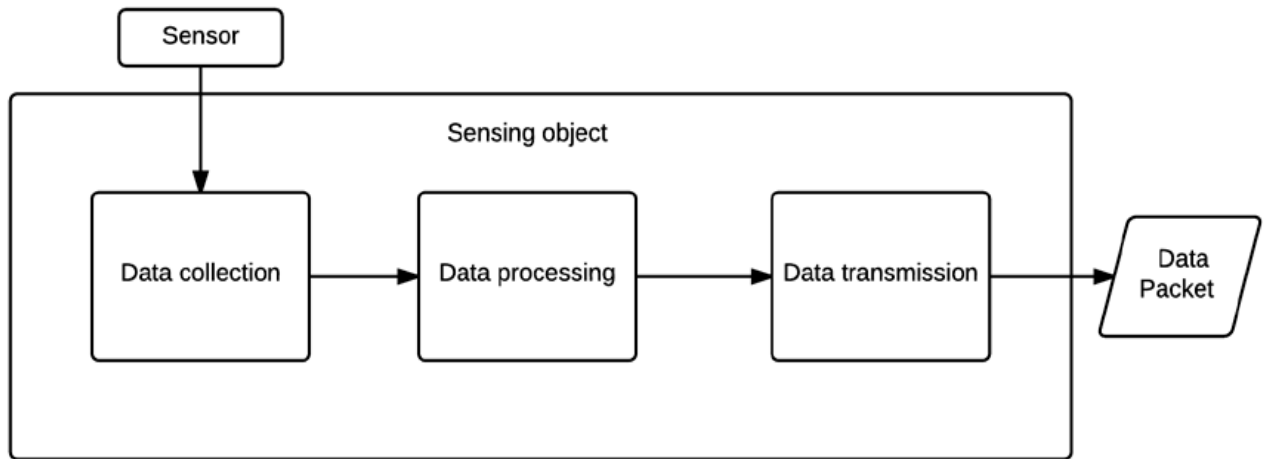 Sensor
Sensing object
Data collection
Data processing
Data transmission
Data
Packet